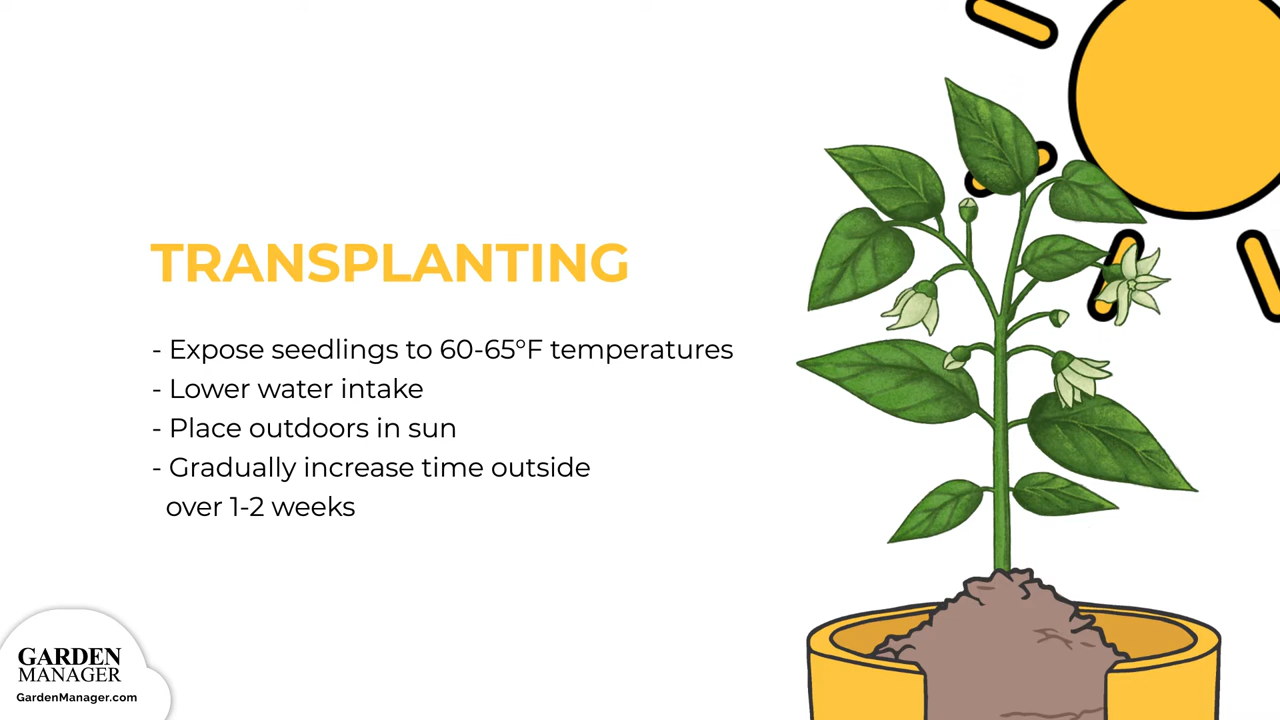 TRANSPLANTING
- Expose seedlings to 60-65°F temperatures
- Lower water intake
- Place outdoors in sun
- Gradually increase time outside
over 1-2 weeks
GARDEN
MANAGER
GardenManager.com